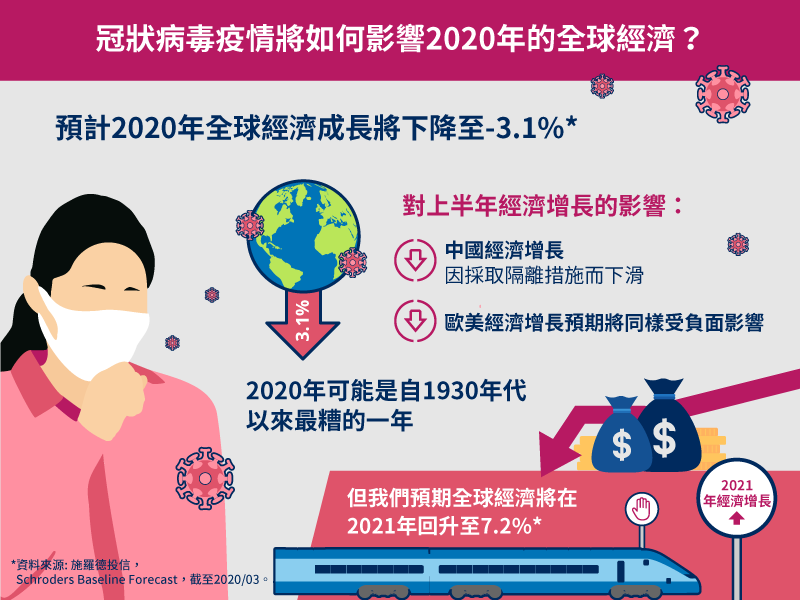 冠狀病毒疫情將如何影響2020年的全球經濟？
預計2020年全球經濟成長將下降至-3.1%*
3.1%
對上半年經濟增長的影響：
中國經濟增長
因採取隔離措施而下滑
歐美經濟增長預期將同樣受負面影響
2020年可能是自1930年代
以來最糟的一年
$
$
但我們預期全球經濟將在
2021年回升至7.2%*
2021
年經濟增長
*資料來源: 施羅德投信，
Schroders Baseline Forecast，截至2020/03。